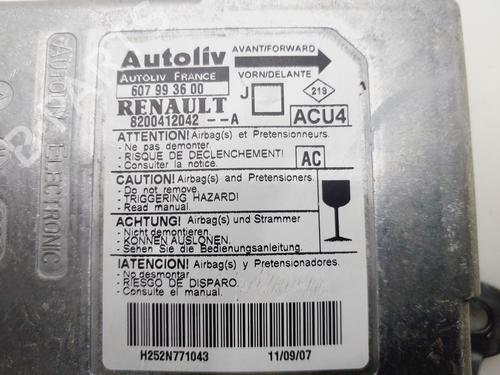 Autoliv
AUTOLIV FRANCE
607 99 36 00
RENAULT
8200412042 --A
AVANT/FORWARD
VORN/DELANTE
J
219
ACU4
ATTENTION! Airbag(s) et Pretensionneurs.
- Ne pas demonter.
- RISQUE DE DECLENCHEMENT!
- Consulter la notice.
AC
CAUTION! Airbag(s) and Pretensioners.
- Do not remove.
- TRIGGERING HAZARD!
- Read manual.
ACHTUNG! Airbag(s) und Strammer
- Nicht demontieren.
- KÖNNEN AUSLÖNEN.
- Sehen Sie die Bedienungsanleitung.
¡ATENCION! Airbag(s) y Pretensionadores.
- No desmontar.
- RIESGO DE DISPARO.
- Consulte el manual.
H252N771043
11/09/07
AUTOLIV ELECTRONIC